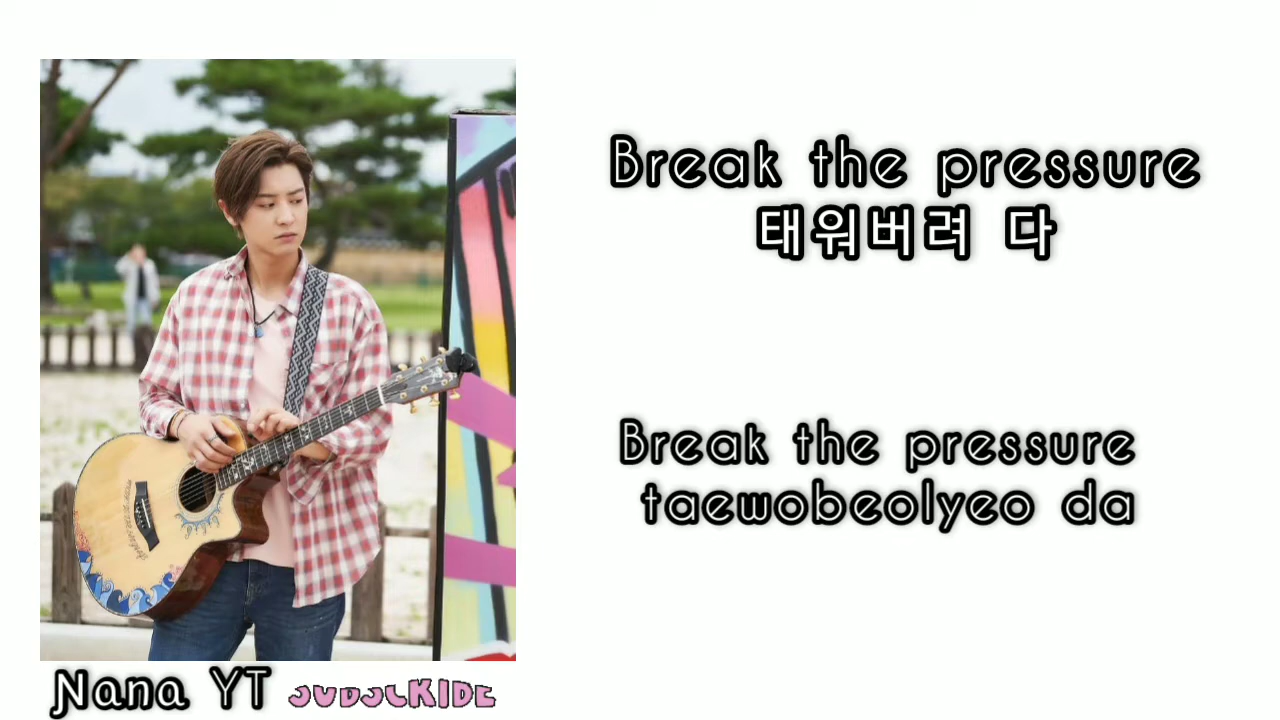 Break the pressure
태워버려 다
Break the pressure
taewobeolyeo da
Nana YT